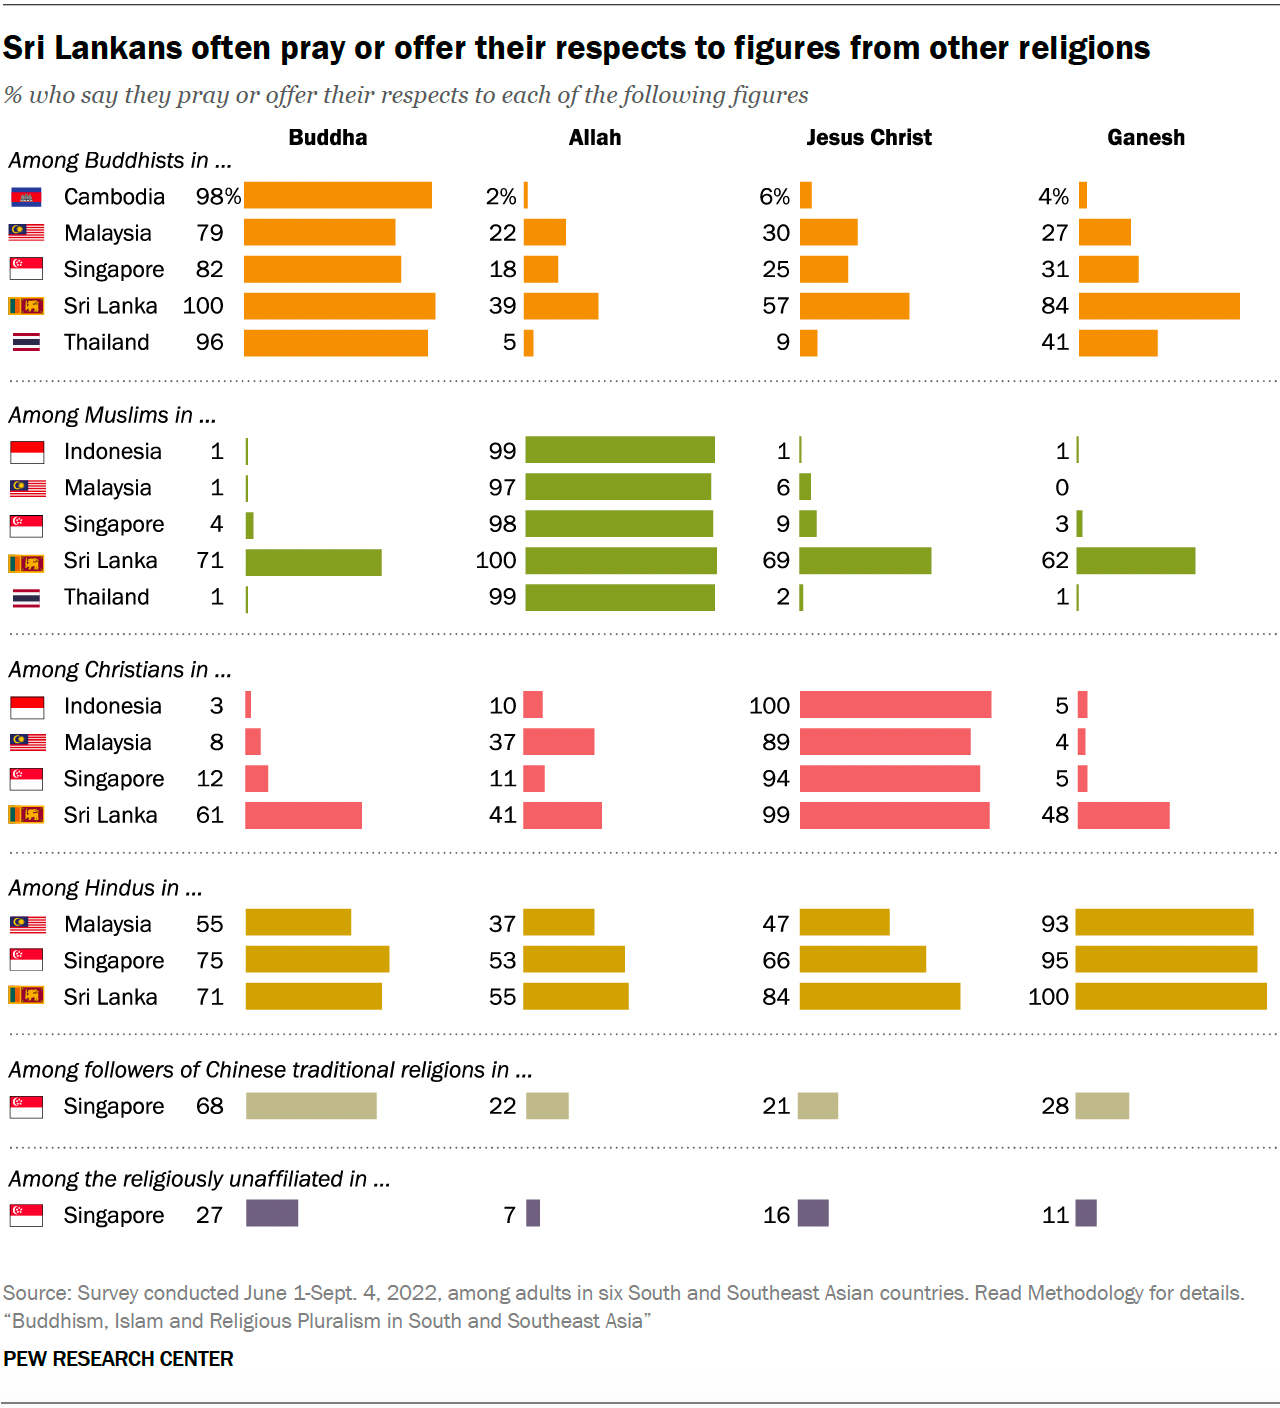 Sri Lankans often pray or offer their respects to figures from other religions
% who say they pray or offer their respects to each of the following figures
Buddha Allah Jesus Christ Ganesh
Among Buddhists in ...
Cambodia 98% 2% 6% 4%
Malaysia 79 22 30 27
Singapore 82 18 25 31
Sri Lanka 100 39 57 84
Thailand 96 5 9 41
Among Muslims in ...
Indonesia 1 99 1 1
Malaysia 1 97 6 0
Singapore 4 98 9 3
Sri Lanka 71 100 69 62
Thailand 1 99 2 1
Among Christians in ...
Indonesia 3 10 100 5
Malaysia 8 37 89 4
Singapore 12 11 94 5
Sri Lanka 61 41 99 48
Among Hindus in ...
Malaysia 55 37 47 93
Singapore 75 53 66 95
Sri Lanka 71 55 84 100
Among followers of Chinese traditional religions in ...
Singapore 68 22 21 28
Among the religiously unaffiliated in ...
Singapore 27 7 16 11
Source: Survey conducted June 1-Sept. 4, 2022, among adults in six South and Southeast Asian countries. Read Methodology for details.
“Buddhism, Islam and Religious Pluralism in South and Southeast Asia”
PEW RESEARCH CENTER